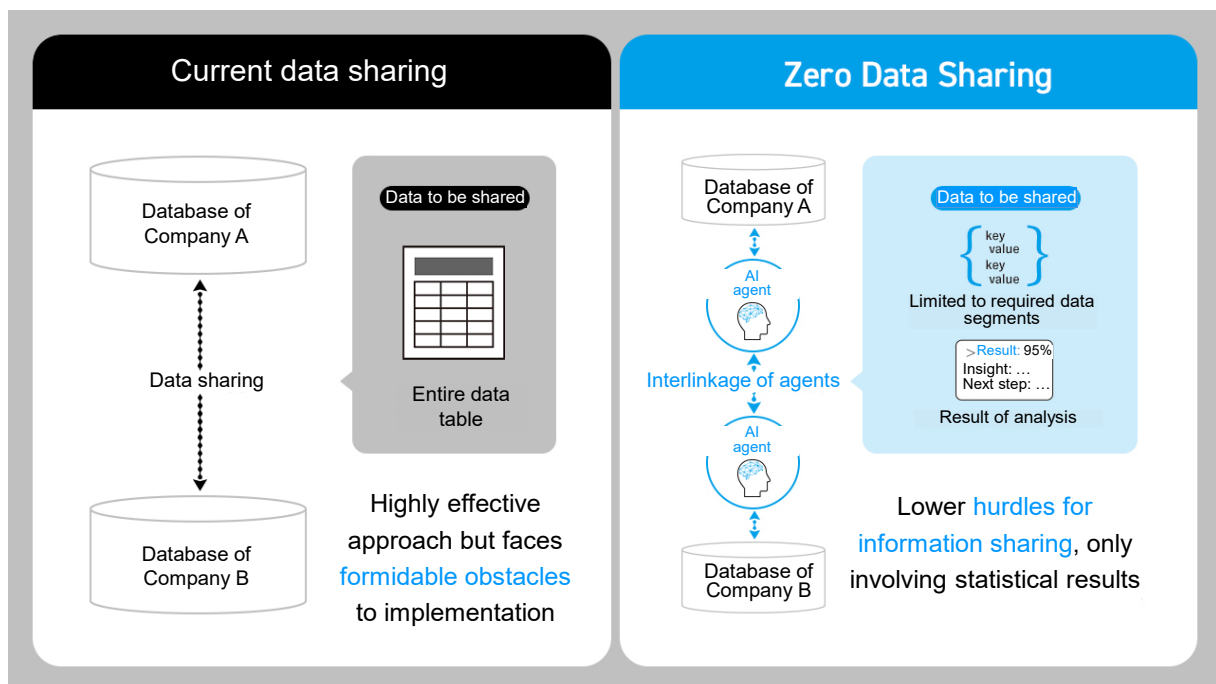 Current data sharing
Database of
Company A
Data sharing
Database of
Company B
Data to be shared
Entire data
table
Highly effective
approach but faces
formidable obstacles
to implementation
Zero Data Sharing
Database of
Company A
AI
agent
Interlinkage of agents
AI
agent
Database of
Company B
Data to be shared
{ key
value
key
value }
Limited to required data
segments
>Result: 95%
Insight: …
Next step: …
Result of analysis
Lower hurdles for
information sharing, only
involving statistical results